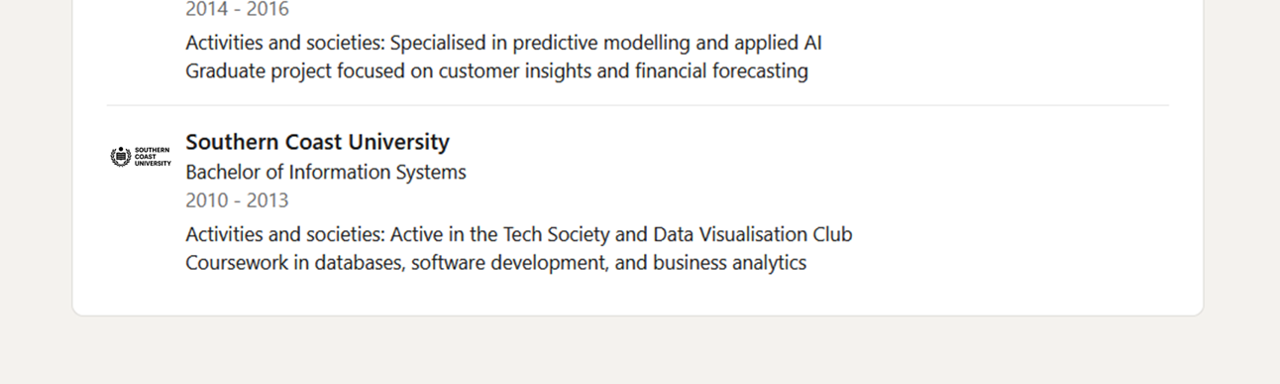 2014 - 2016
Activities and societies: Specialised in predictive modelling and applied AI
Graduate project focused on customer insights and financial forecasting
Southern Coast University
SOUTHERN
COAST
UNIVERSITY
Bachelor of Information Systems
2010 - 2013
Activities and societies: Active in the Tech Society and Data Visualisation Club
Coursework in databases, software development, and business analytics